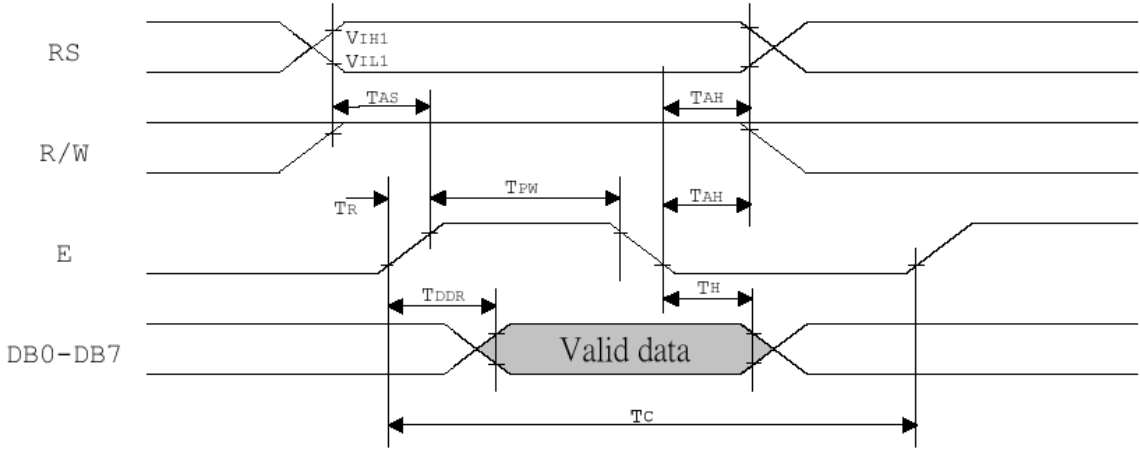 RS
VIH1
VIL1
TAS
TAH
R/W
TPW
TR
TAH
E
TDDR
TH
DB0-DB7
Valid data
TC